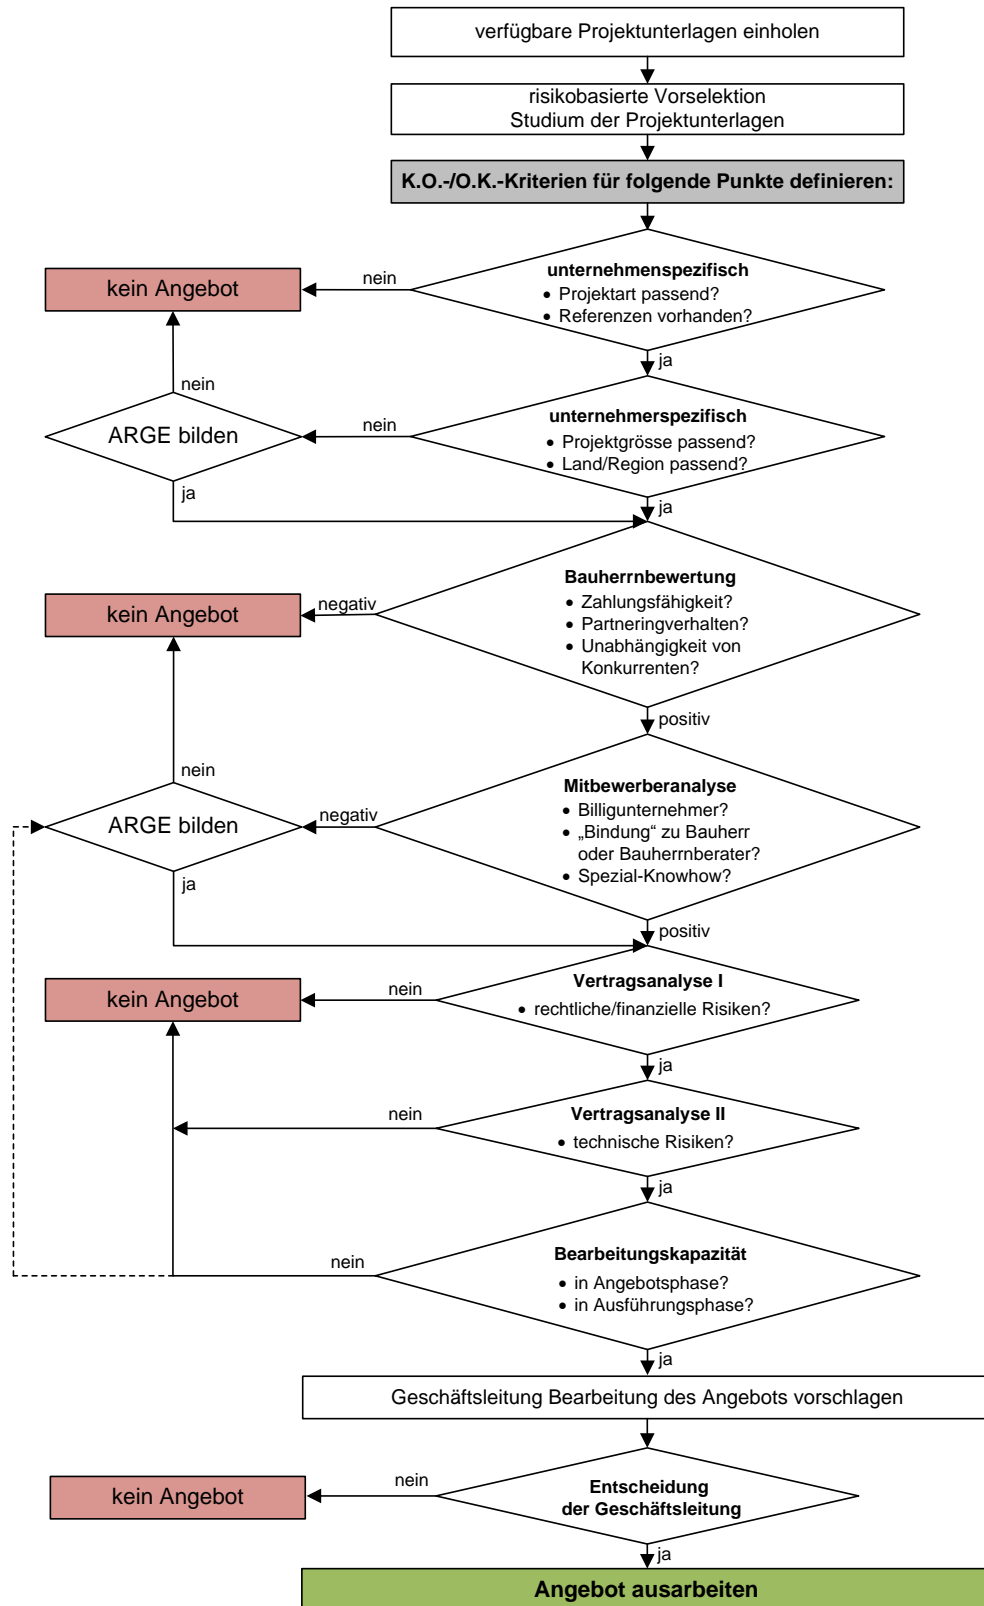 verfügbare Projektunterlagen einholen
risikobasierte Vorselektion
Studium der Projektunterlagen
K.O.-/O.K.-Kriterien für folgende Punkte definieren:
unternehmenspezifisch
• Projektart passend?
• Referenzen vorhanden?
nein
kein Angebot
ja
nein
unternehmerspezifisch
• Projektgrösse passend?
• Land/Region passend?
nein
ARGE bilden
ja
ja
Bauherrnbewertung
• Zahlungsfähigkeit?
• Partneringverhalten?
• Unabhängigkeit von
Konkurrenten?
negativ
kein Angebot
positiv
nein
Mitbewerberanalyse
• Billigunternehmer?
• „Bindung“ zu Bauherr
oder Bauherrnberater?
• Spezial-Knowhow?
negativ
ARGE bilden
ja
positiv
Vertragsanalyse I
• rechtliche/finanzielle Risiken?
nein
kein Angebot
ja
Vertragsanalyse II
• technische Risiken?
nein
ja
Bearbeitungskapazität
• in Angebotsphase?
• in Ausführungsphase?
nein
ja
Geschäftsleitung Bearbeitung des Angebots vorschlagen
Entscheidung
der Geschäftsleitung
nein
kein Angebot
ja
Angebot ausarbeiten